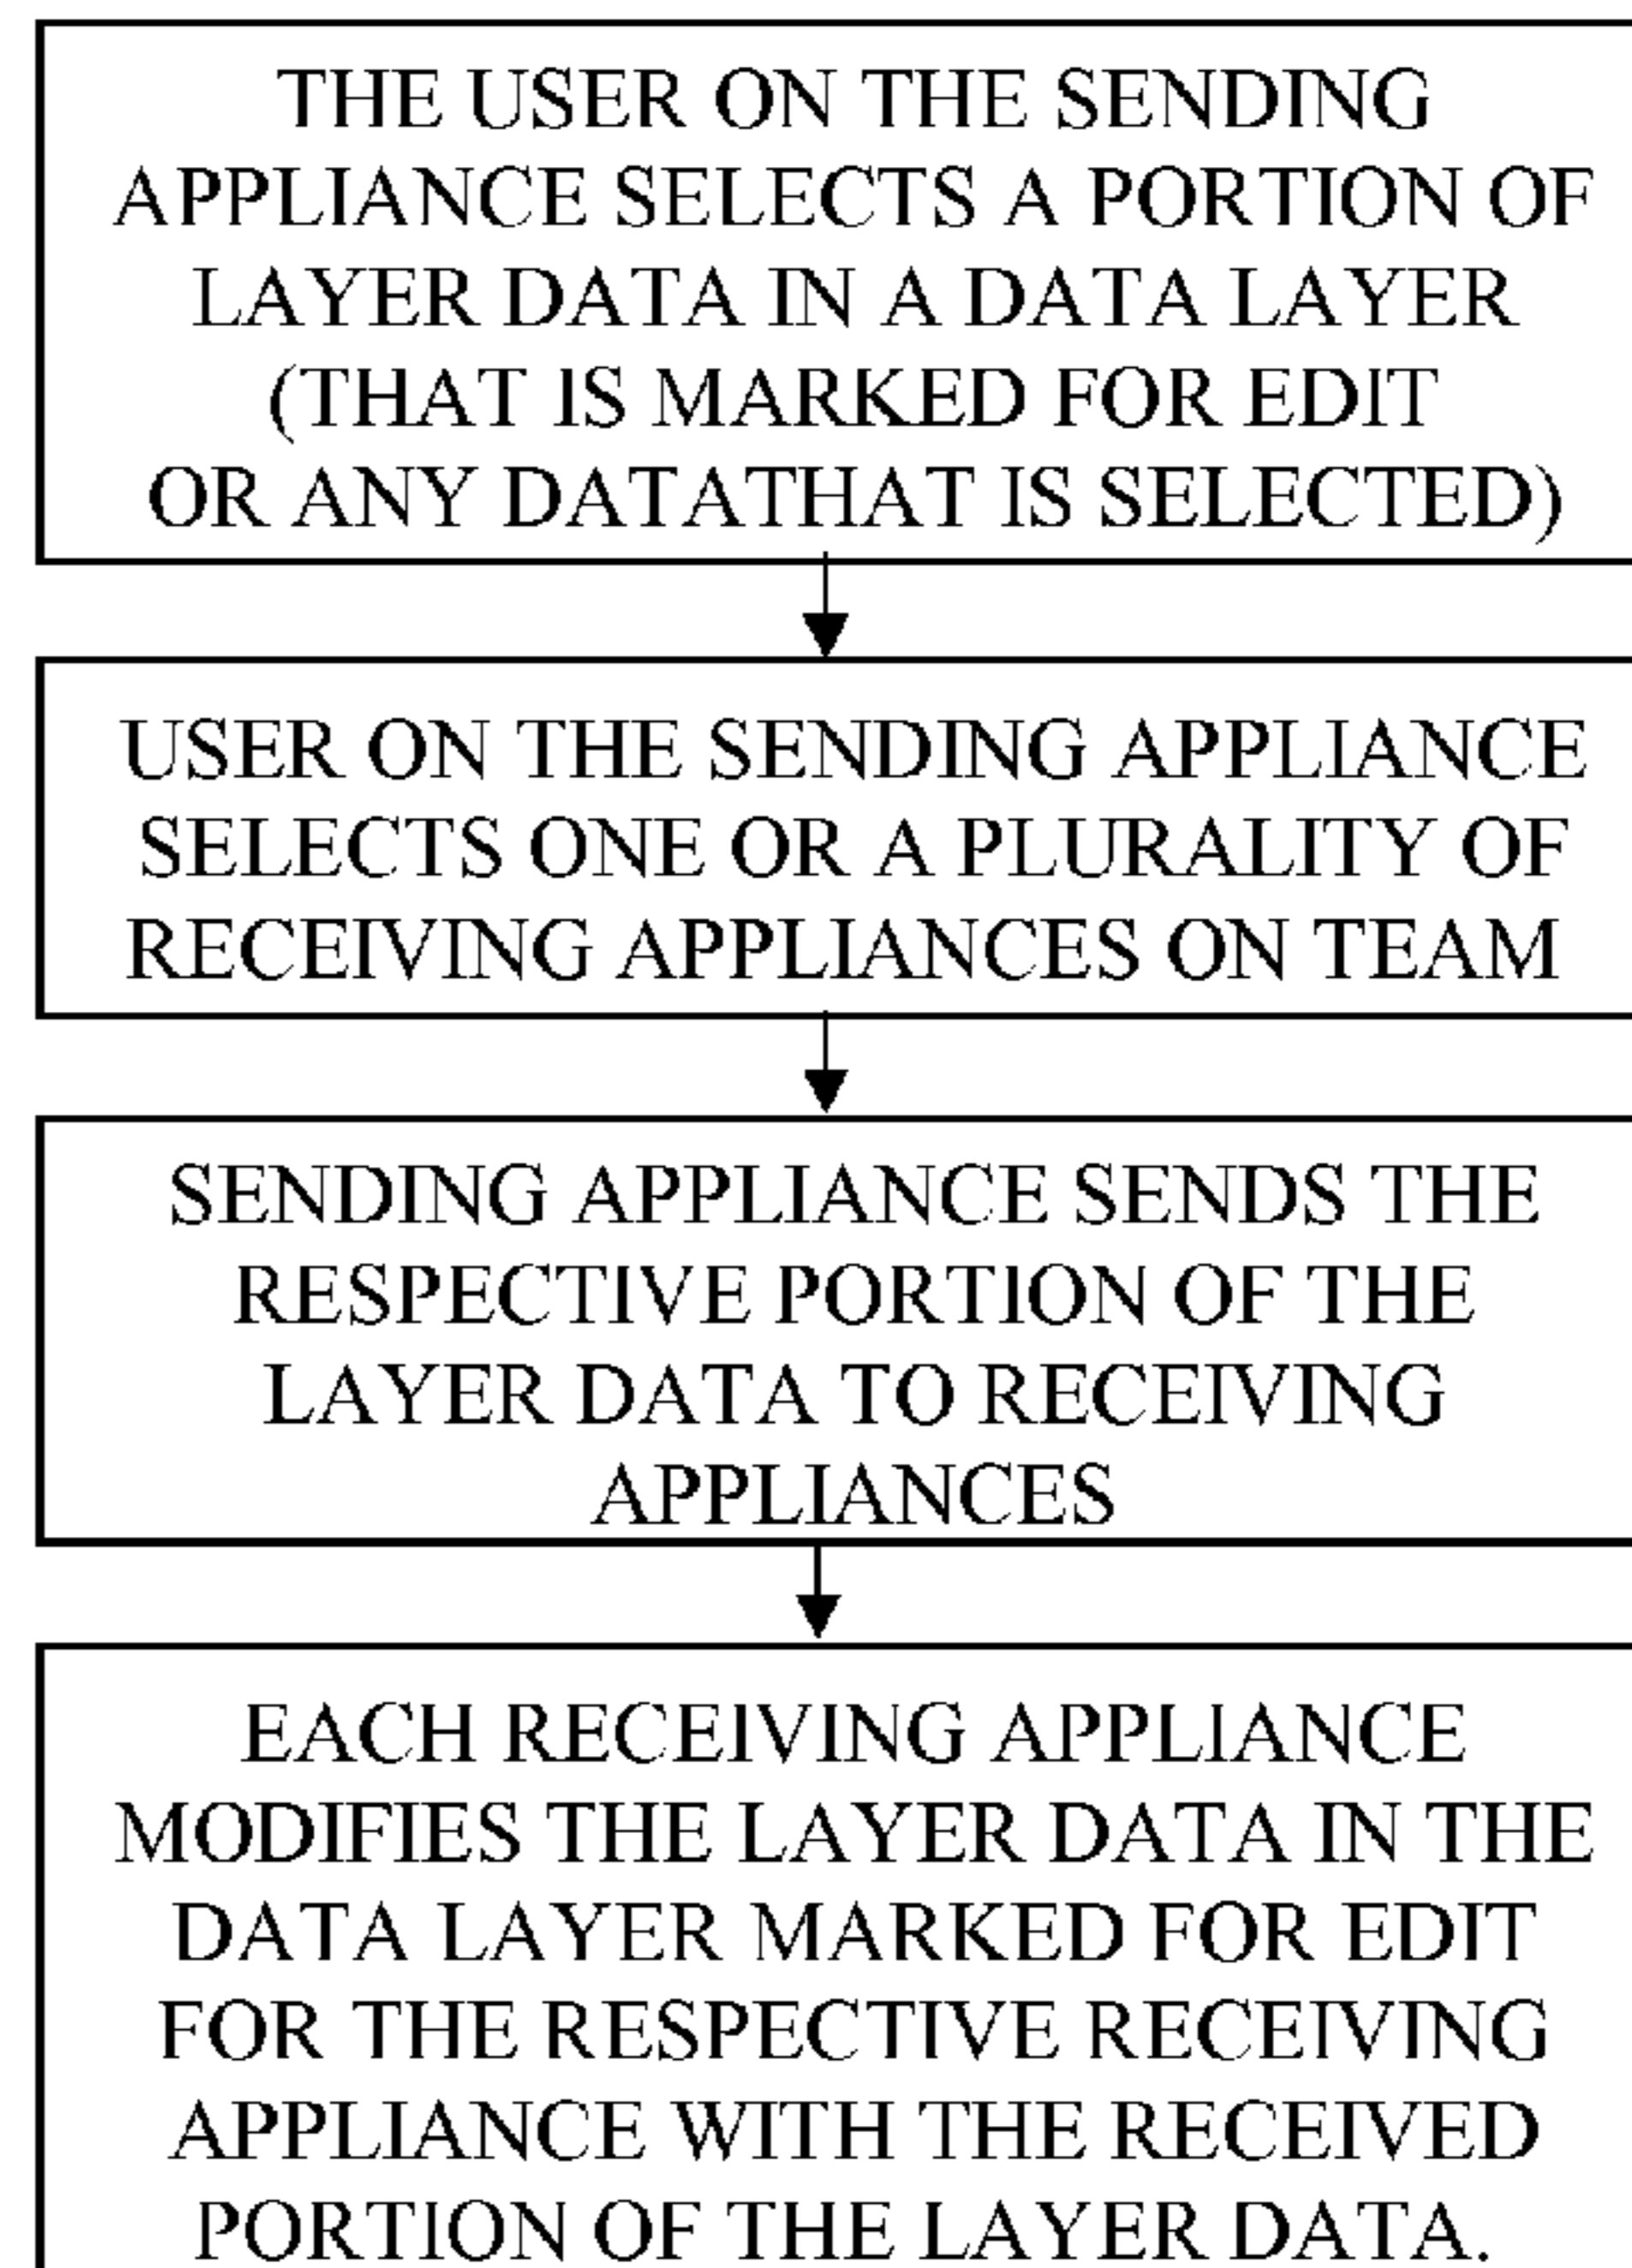 THE USER ON THE SENDING
APPLIANCE SELECTS A PORTION OF
LAYER DATA IN A DATA LAYER
(THAT IS MARKED FOR EDIT
OR ANY DATATHAT IS SELECTED)
USER ON THE SENDING APPLIANCE
SELECTS ONE OR A PLURALITY OF
RECEIVING APPLIANCES ON TEAM
SENDING APPLIANCE SENDS THE
RESPECTIVE PORTION OF THE
LAYER DATA TO RECEIVING
APPLIANCES
EACH RECEIVING APPLIANCE
MODIFIES THE LAYER DATA IN THE
DATA LAYER MARKED FOR EDIT
FOR THE RESPECTIVE RECEIVING
APPLIANCE WITH THE RECEIVED
PORTION OF THE LAYER DATA.